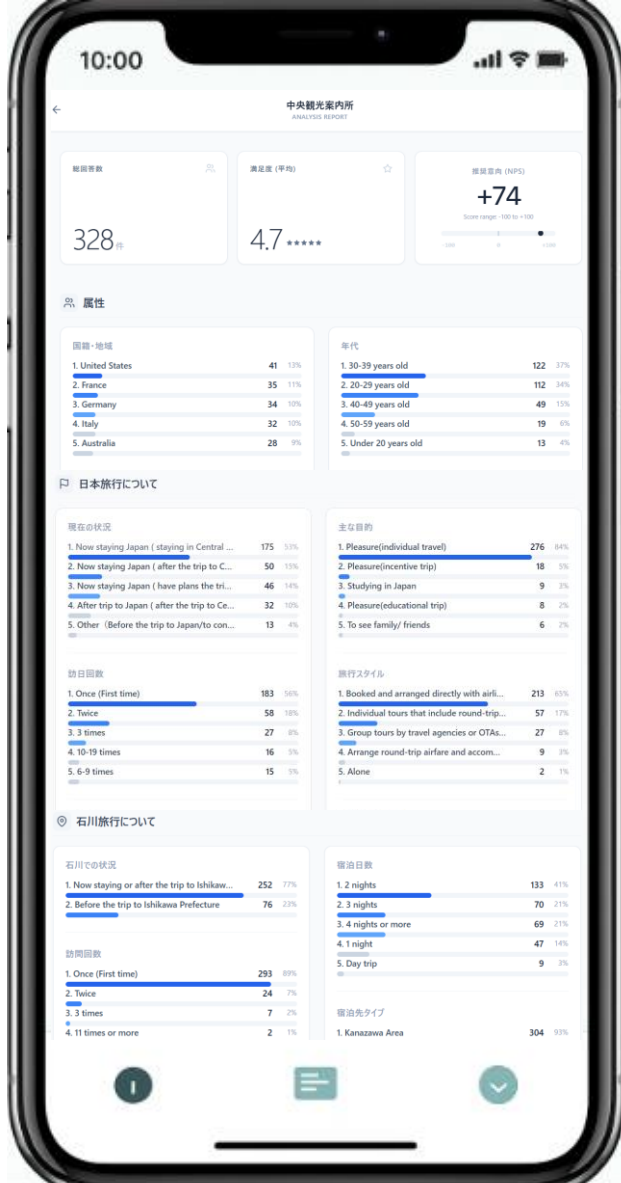 10:00
←
中央観光案内所
ANALYSIS REPORT
総回答数
328 件
満足度 (平均)
4.7 ★★★★★
推奨意向 (NPS)
+74
Score range: -100 to +100
-100 0 +100
属性
国籍・地域
1. United States 41 13%
2. France 35 11%
3. Germany 34 10%
4. Italy 32 10%
5. Australia 28 9%
年代
1. 30-39 years old 122 37%
2. 20-29 years old 112 34%
3. 40-49 years old 49 15%
4. 50-59 years old 19 6%
5. Under 20 years old 13 4%
日本旅行について
現在の状況
1. Now staying Japan ( staying in Central ... 175 53%
2. Now staying Japan ( after the trip to C... 50 15%
3. Now staying Japan ( have plans the tri... 46 14%
4. After trip to Japan ( after the trip to Ce... 32 10%
5. Other（Before the trip to Japan/to con... 13 4%
主な目的
1. Pleasure(individual travel) 276 84%
2. Pleasure(incentive trip) 18 5%
3. Studying in Japan 9 3%
4. Pleasure(educational trip) 8 2%
5. To see family/ friends 6 2%
訪日回数
1. Once (First time) 183 56%
2. Twice 58 18%
3. 3 times 27 8%
4. 10-19 times 16 5%
5. 6-9 times 15 5%
旅行スタイル
1. Booked and arranged directly with airli... 213 65%
2. Individual tours that include round-trip... 57 17%
3. Group tours by travel agencies or OTAs... 27 8%
4. Arrange round-trip airfare and accom... 9 3%
5. Alone 2 1%
石川旅行について
石川での状況
1. Now staying or after the trip to Ishikaw... 252 77%
2. Before the trip to Ishikawa Prefecture 76 23%
訪問回数
1. Once (First time) 293 89%
2. Twice 24 7%
3. 3 times 7 2%
4. 11 times or more 2 1%
宿泊日数
1. 2 nights 133 41%
2. 3 nights 70 21%
3. 4 nights or more 69 21%
4. 1 night 47 14%
5. Day trip 9 3%
宿泊先タイプ
1. Kanazawa Area 304 93%